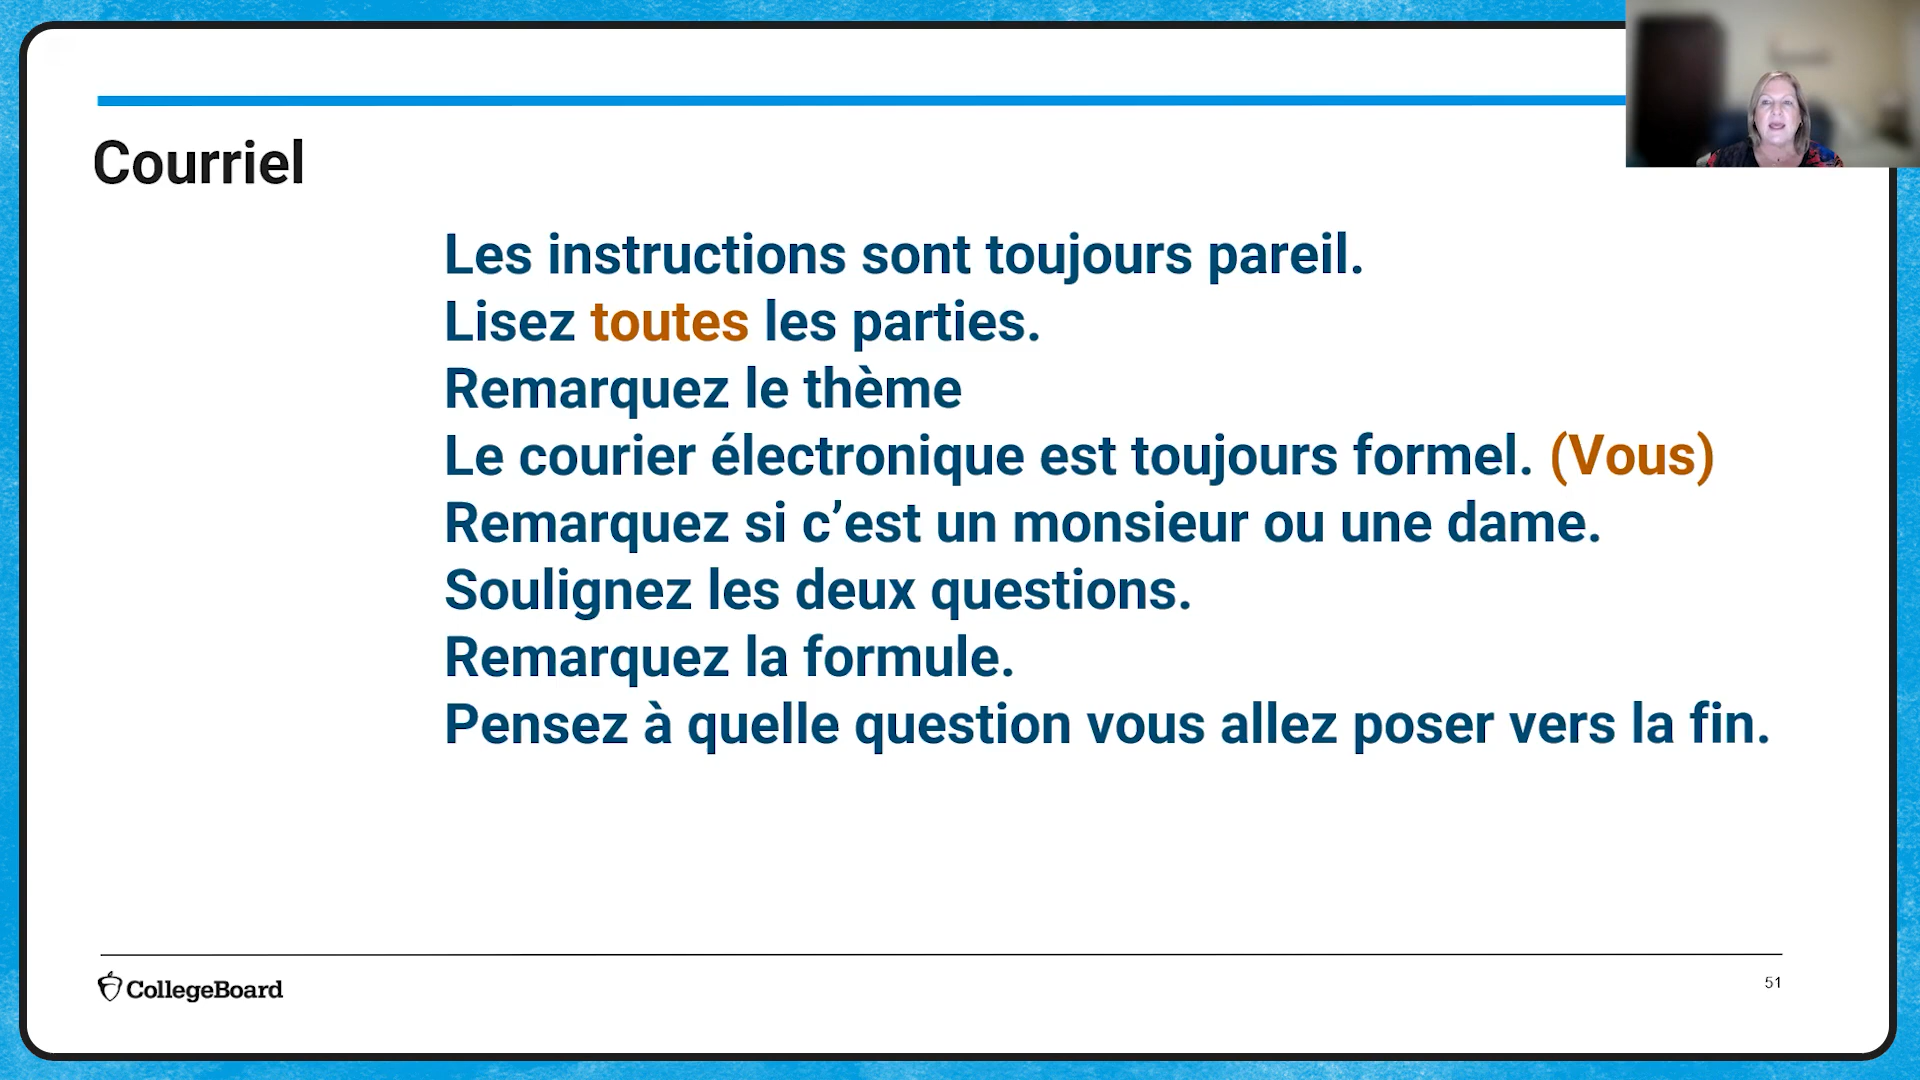 Courriel
Les instructions sont toujours pareil.
Lisez toutes les parties.
Remarquez le thème
Le courier électronique est toujours formel. (Vous)
Remarquez si c’est un monsieur ou une dame.
Soulignez les deux questions.
Remarquez la formule.
Pensez à quelle question vous allez poser vers la fin.
CollegeBoard
51